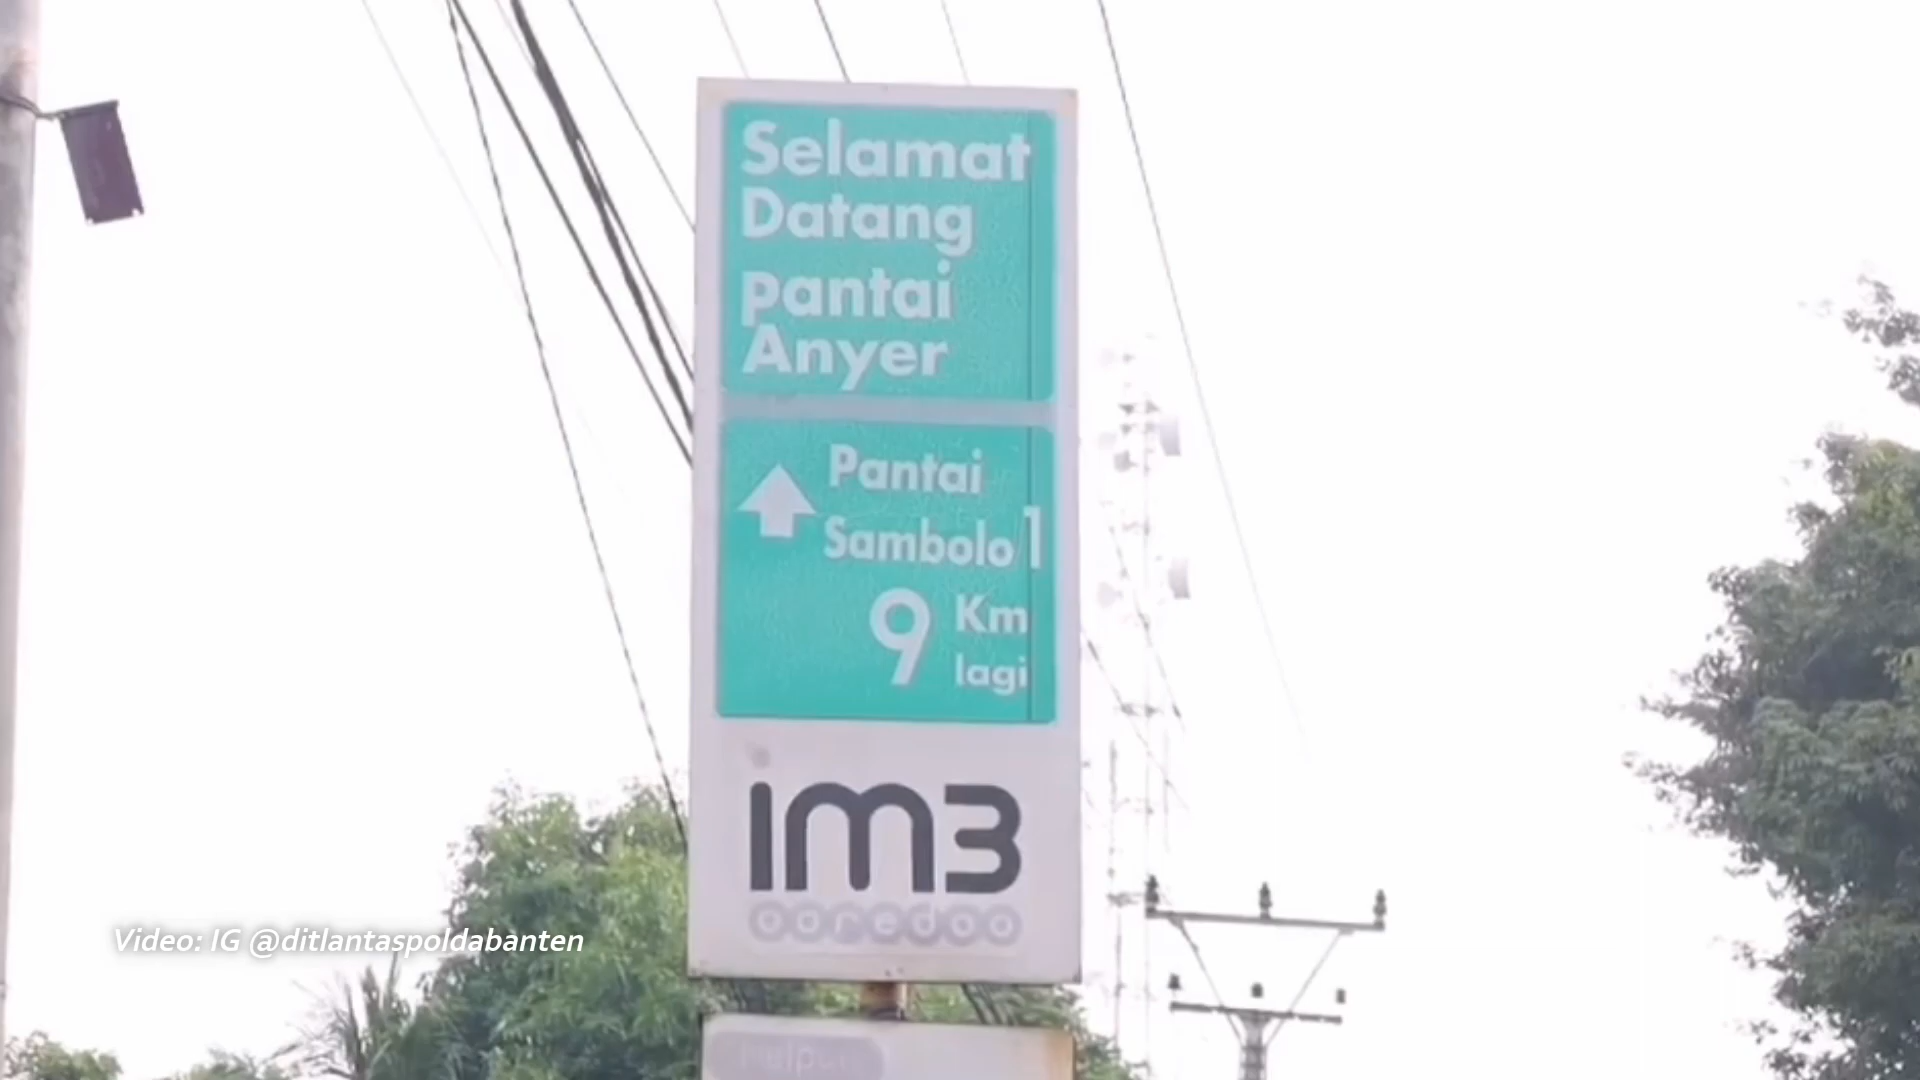 Selamat
Datang
pantai
Anyer
Pantai
Sambolo 1
9 Km
lagi
im3
ooredoo
Video: IG @ditlantaspoldabanten